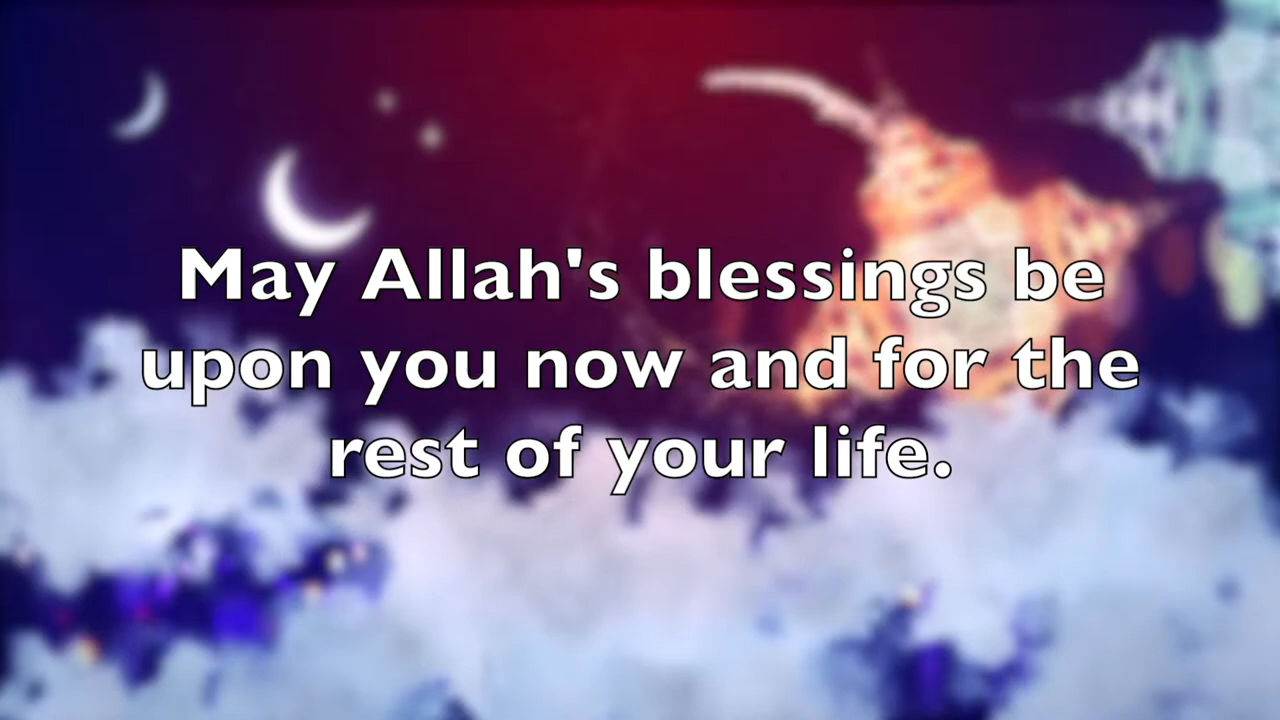 May Allah's blessings be
upon you now and for the
rest of your life.